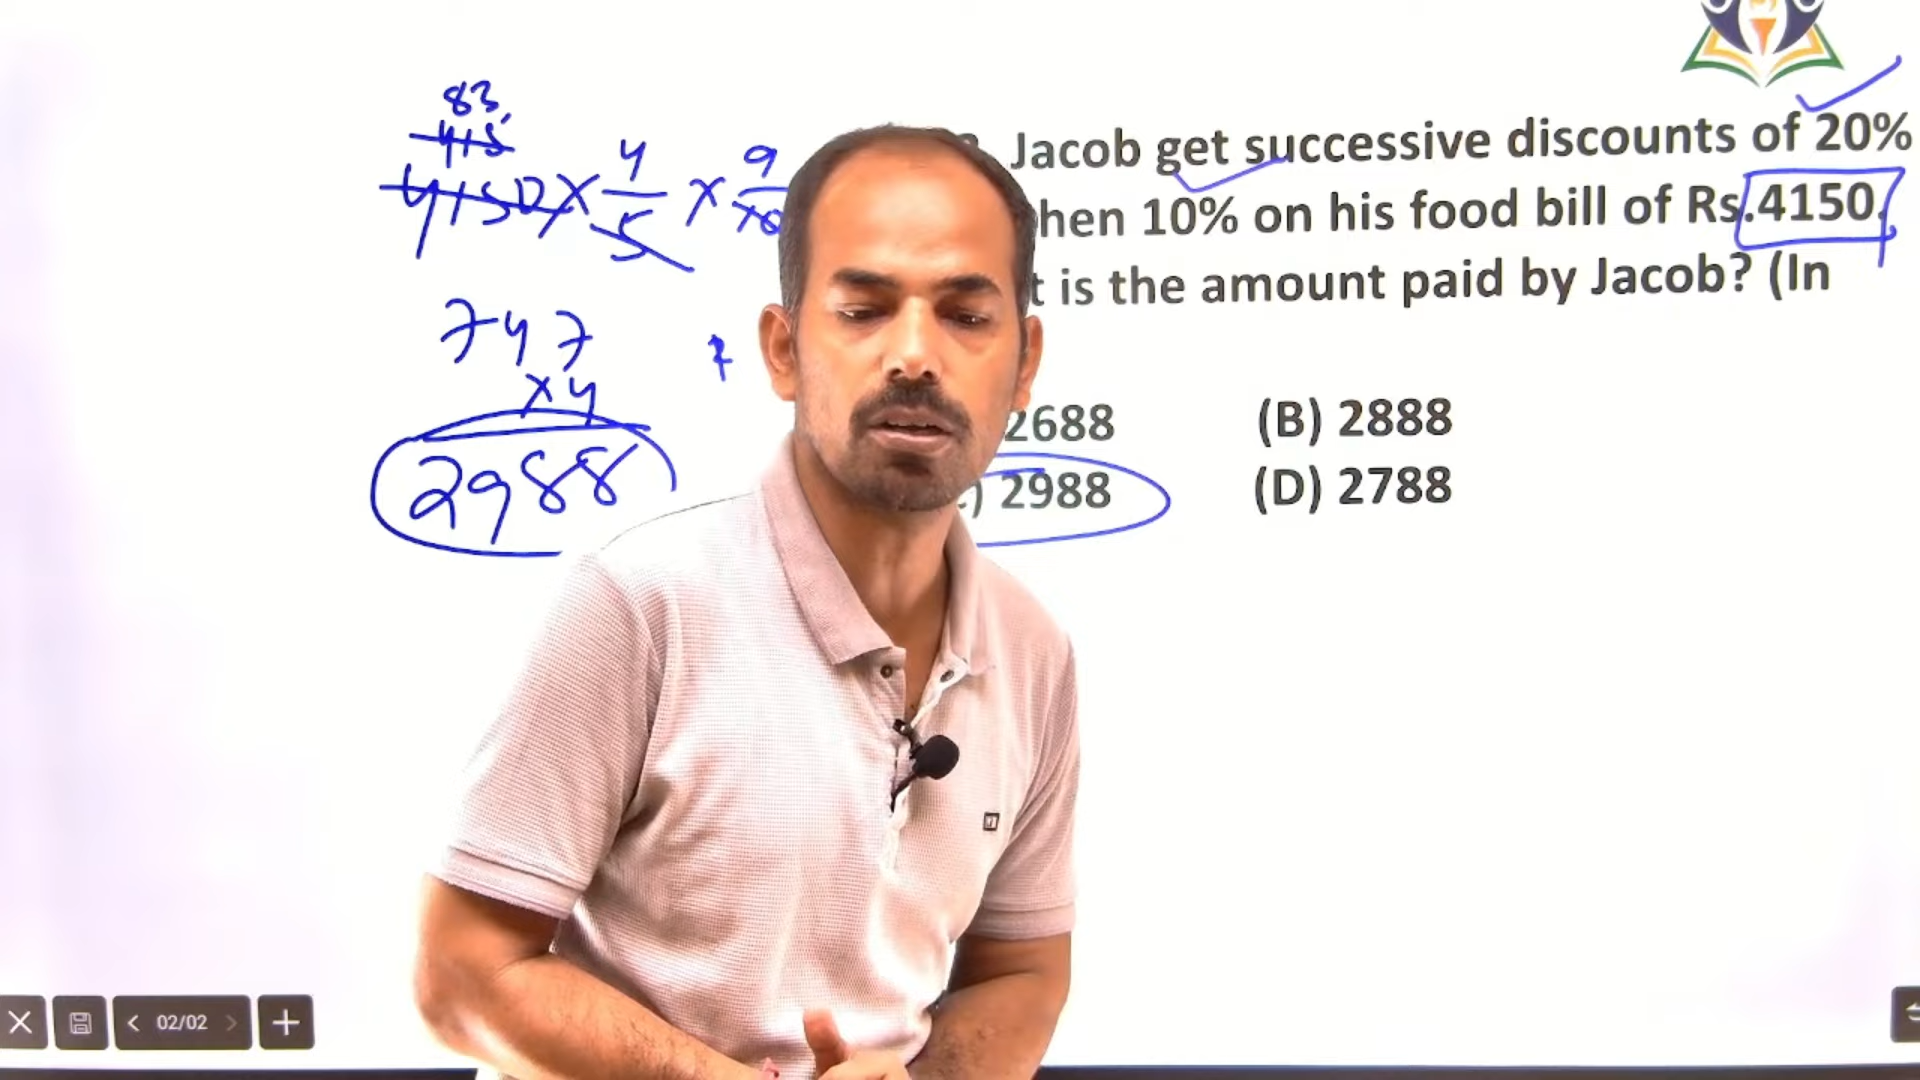 83
415
4150 × 4/5 × 9/10
747
×4
2988
Jacob get successive discounts of 20%
hen 10% on his food bill of Rs.4150.
t is the amount paid by Jacob? (In
2688 (B) 2888
) 2988 (D) 2788
02/02